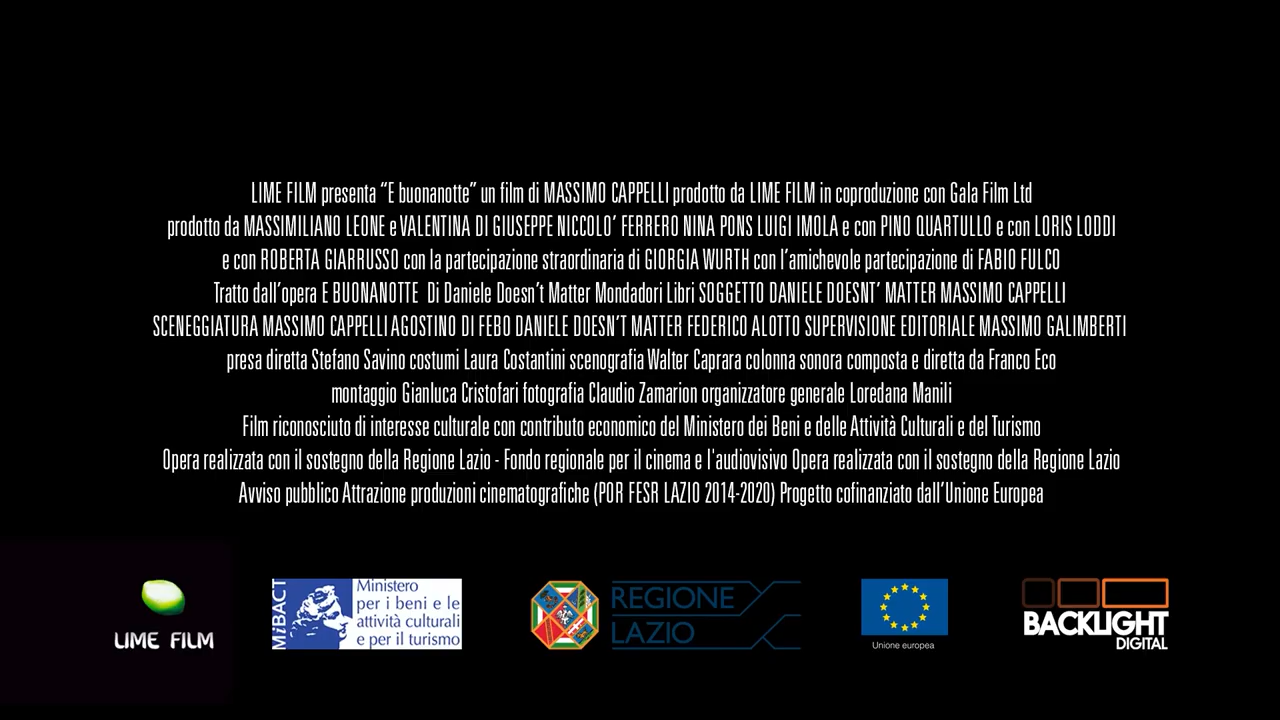 LIME FILM presenta “E buonanotte” un film di MASSIMO CAPPELLI prodotto da LIME FILM in coproduzione con Gala Film Ltd
prodotto da MASSIMILIANO LEONE e VALENTINA DI GIUSEPPE NICCOLO’ FERRERO NINA PONS LUIGI IMOLA e con PINO QUARTULLO e con LORIS LODDI
e con ROBERTA GIARRUSSO con la partecipazione straordinaria di GIORGIA WURTH con l’amichevole partecipazione di FABIO FULCO
Tratto dall’opera E BUONANOTTE Di Daniele Doesn’t Matter Mondadori Libri SOGGETTO DANIELE DOESNT’ MATTER MASSIMO CAPPELLI
SCENEGGIATURA MASSIMO CAPPELLI AGOSTINO DI FEBO DANIELE DOESN’T MATTER FEDERICO ALOTTO SUPERVISIONE EDITORIALE MASSIMO GALIMBERTI
presa diretta Stefano Savino costumi Laura Costantini scenografia Walter Caprara colonna sonora composta e diretta da Franco Eco
montaggio Gianluca Cristofari fotografia Claudio Zamarion organizzatore generale Loredana Manili
Film riconosciuto di interesse culturale con contributo economico del Ministero dei Beni e delle Attività Culturali e del Turismo
Opera realizzata con il sostegno della Regione Lazio - Fondo regionale per il cinema e l'audiovisivo Opera realizzata con il sostegno della Regione Lazio
Avviso pubblico Attrazione produzioni cinematografiche (POR FESR LAZIO 2014-2020) Progetto cofinanziato dall’Unione Europea
LIME FILM
MiBACT
Ministero
per i beni e le
attività culturali
e per il turismo
REGIONE
LAZIO
Unione europea
BACKLIGHT
DIGITAL